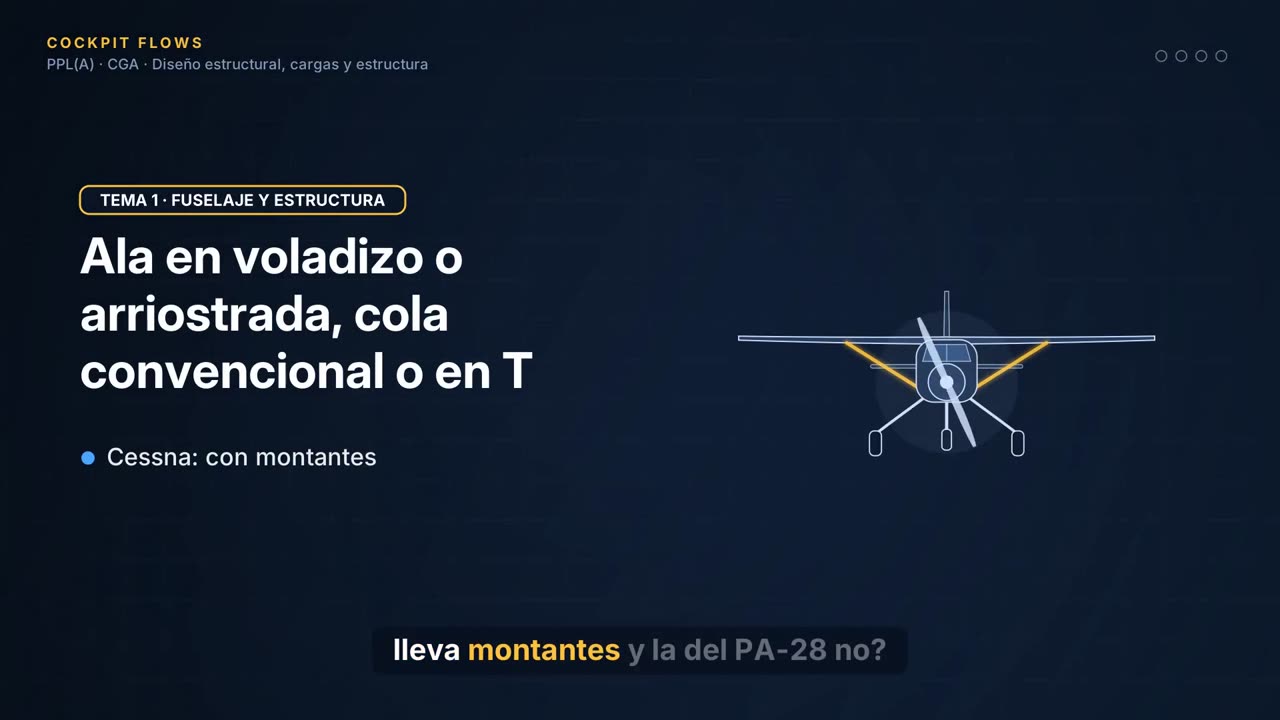 COCKPIT FLOWS
PPL(A) · CGA · Diseño estructural, cargas y estructura
TEMA 1 · FUSELAJE Y ESTRUCTURA
Ala en voladizo o
arriostrada, cola
convencional o en T
Cessna: con montantes
lleva montantes y la del PA-28 no?